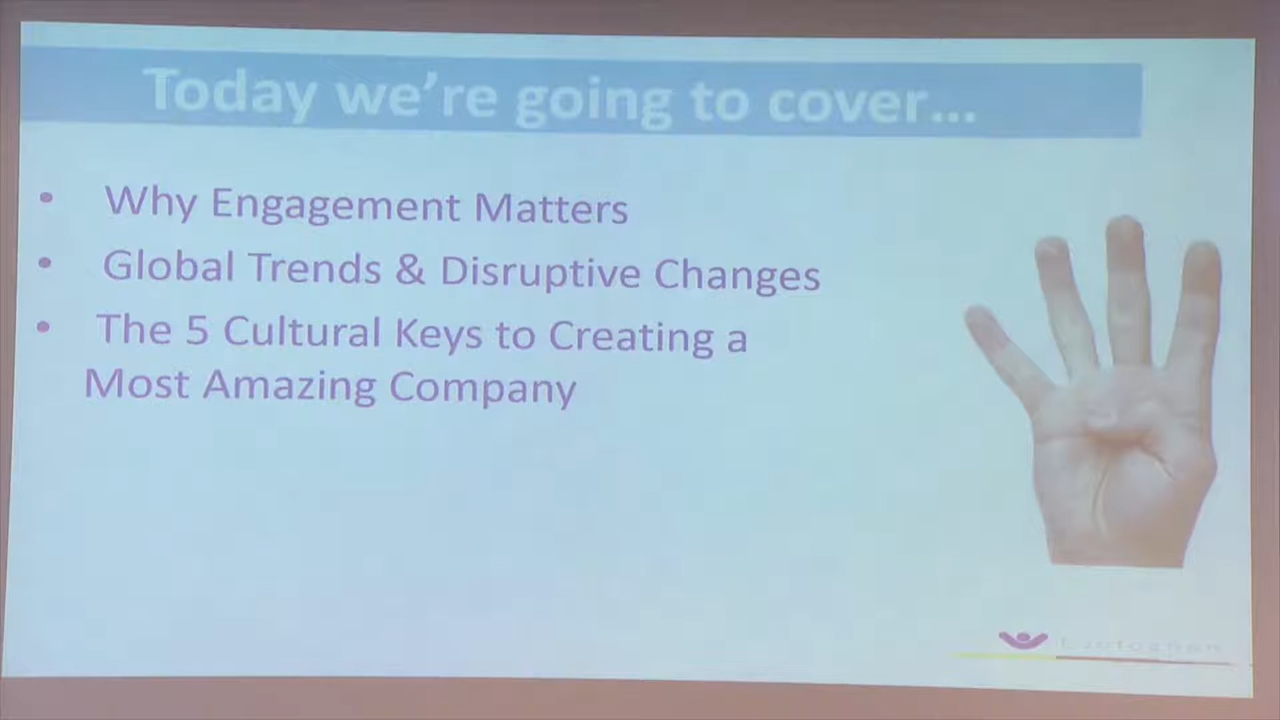 Today we're going to cover...
• Why Engagement Matters
• Global Trends & Disruptive Changes
• The 5 Cultural Keys to Creating a
Most Amazing Company